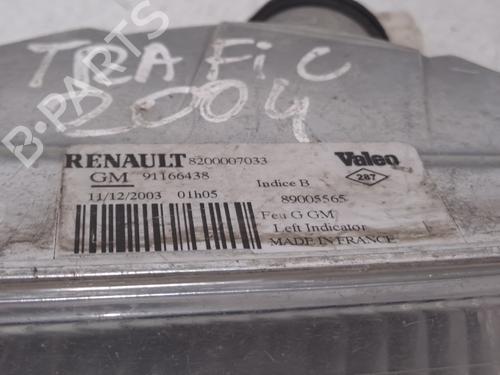 TRAFiC
2004
B-PARTS
RENAULT 8200007033 Valeo
GM 91166438 Indice B 287
11/12/2003 01h05 89005565
Feu G GM
Left Indicator
MADE IN FRANCE